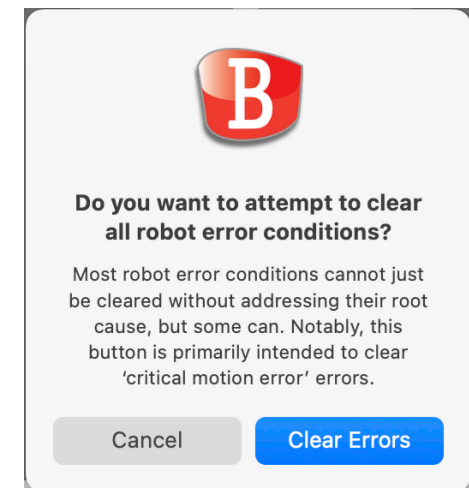 B
Do you want to attempt to clear
all robot error conditions?
Most robot error conditions cannot just
be cleared without addressing their root
cause, but some can. Notably, this
button is primarily intended to clear
‘critical motion error’ errors.
Cancel
Clear Errors